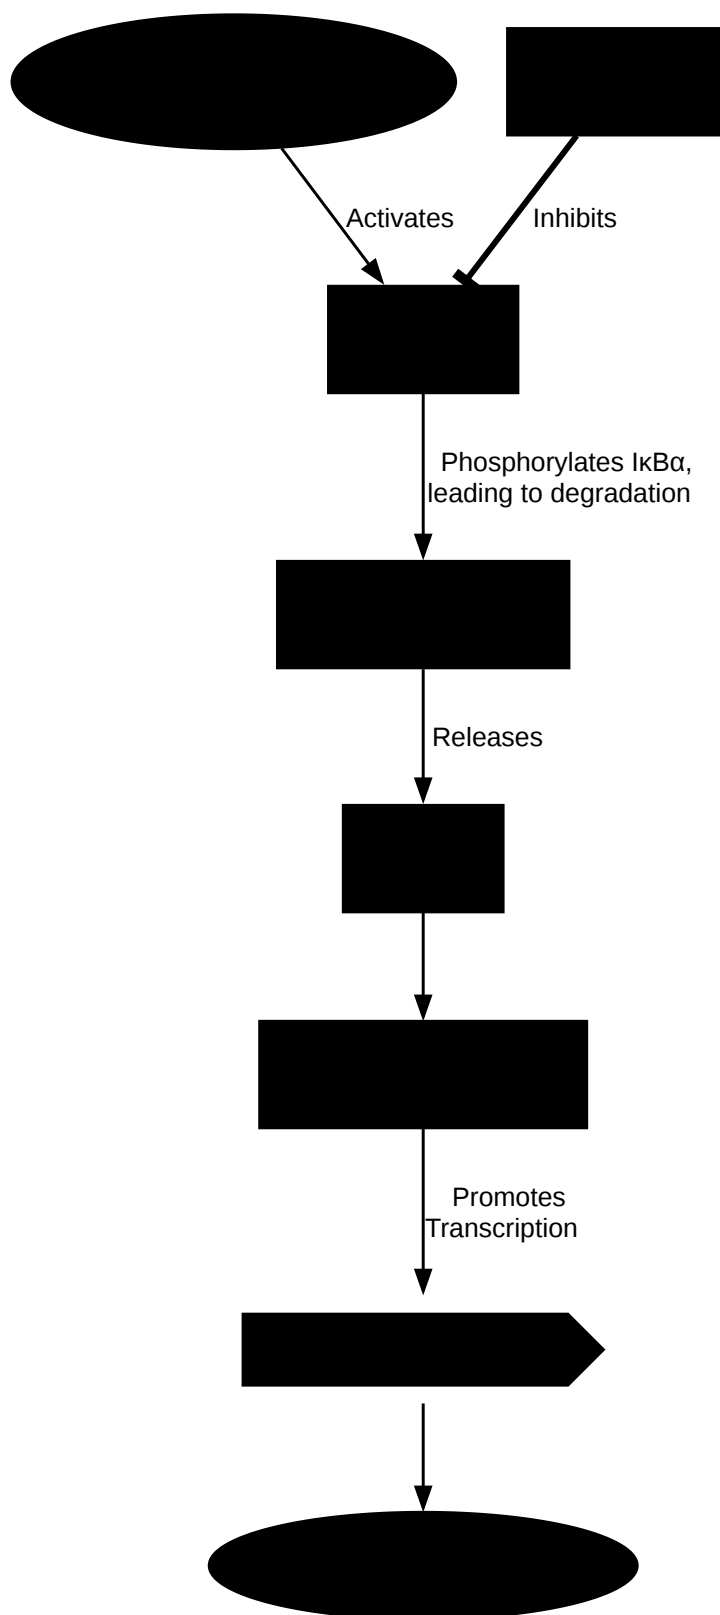 Activates
Inhibits
Phosphorylates IκBα,
leading to degradation
Releases
Promotes
Transcription